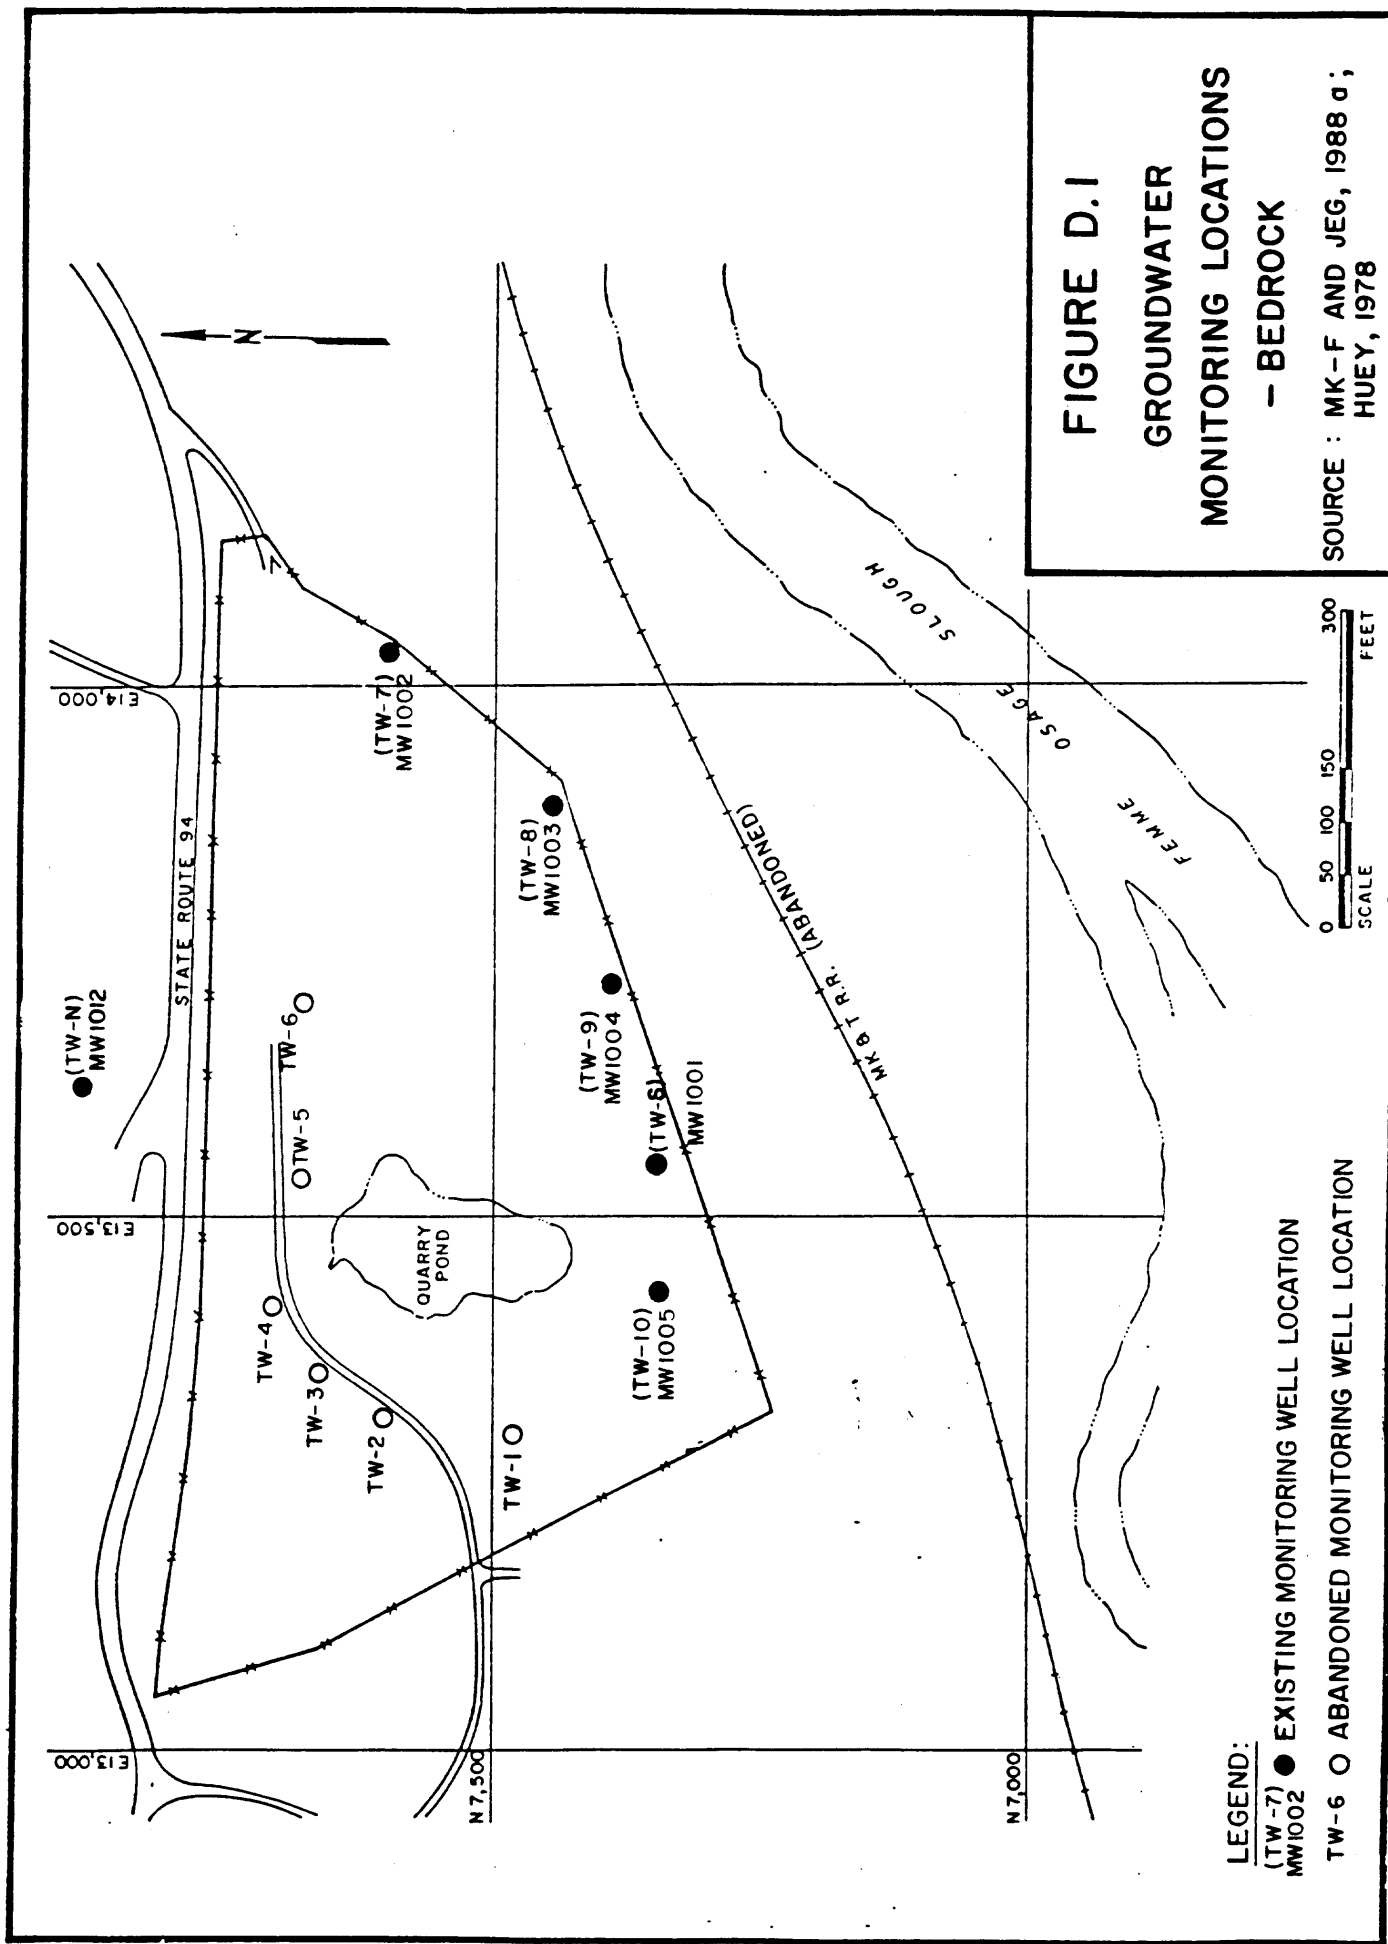 E13,000
E13,500
E14,000
(TW-N)
MW1012
STATE ROUTE 94
N
TW-4
TW-5
TW-6
TW-3
TW-2
TW-1
QUARRY
POND
(TW-7)
MW1002
(TW-8)
MW1003
(TW-9)
MW1004
(TW-S)
MW1001
(TW-10)
MW1005
N7,500
N7,000
MK & T R.R. (ABANDONED)
FEMME
OSAGE
SLOUGH
LEGEND:
(TW-7)
MW1002
EXISTING MONITORING WELL LOCATION
TW-6 O ABANDONED MONITORING WELL LOCATION
0 50 100 150 300
SCALE FEET
FIGURE D.1
GROUNDWATER
MONITORING LOCATIONS
- BEDROCK
SOURCE : MK-F AND JEG, 1988 a;
HUEY, 1978